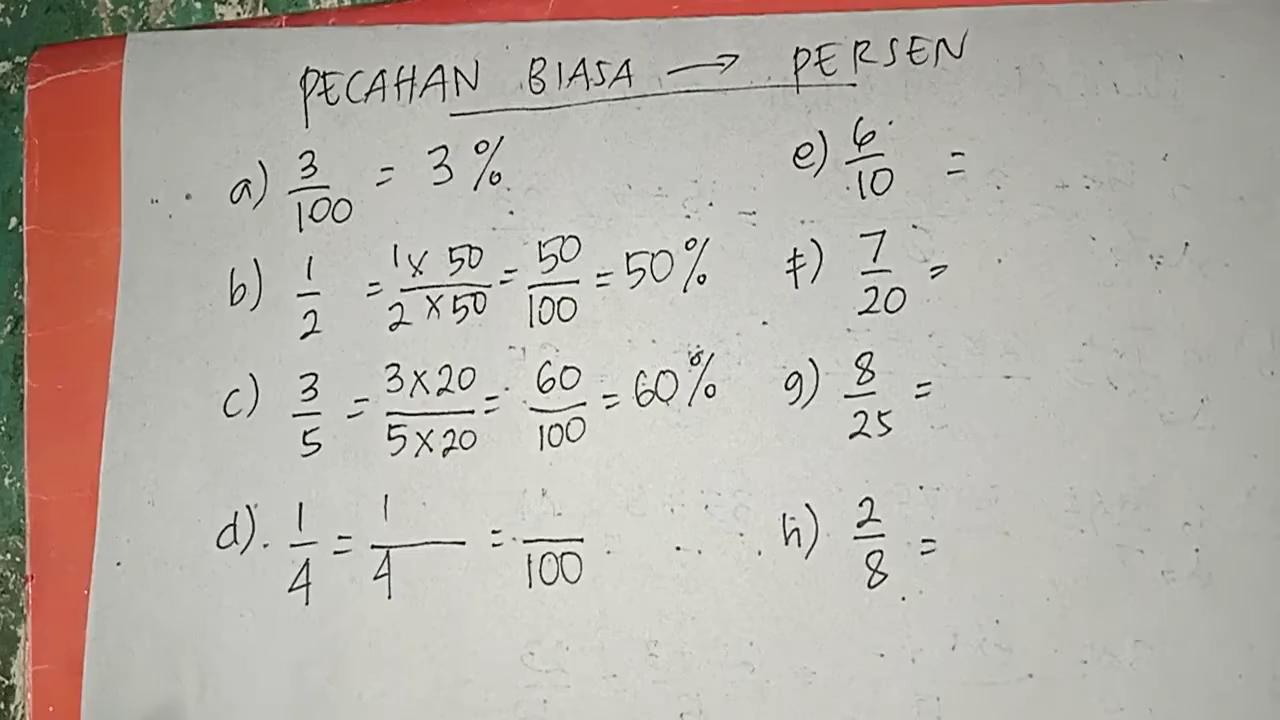 PECAHAN BIASA → PERSEN
a) 3/100 = 3%
b) 1/2 = 1 x 50/2 x 50 = 50/100 = 50%
c) 3/5 = 3 x 20/5 x 20 = 60/100 = 60%
d). 1/4 = 1/4 = /100
e) 6/10 =
f) 7/20 =
g) 8/25 =
h) 2/8 =